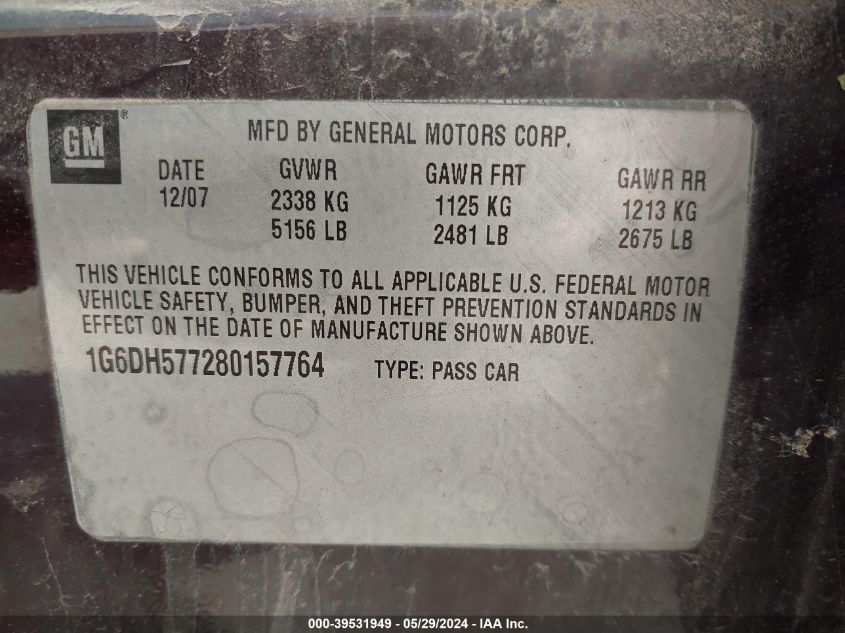 GM®
MFD BY GENERAL MOTORS CORP.
DATE GVWR GAWR FRT GAWR RR
12/07 2338 KG 1125 KG 1213 KG
5156 LB 2481 LB 2675 LB
THIS VEHICLE CONFORMS TO ALL APPLICABLE U.S. FEDERAL MOTOR
VEHICLE SAFETY, BUMPER, AND THEFT PREVENTION STANDARDS IN
EFFECT ON THE DATE OF MANUFACTURE SHOWN ABOVE.
1G6DH577280157764 TYPE: PASS CAR
000-39531949 - 05/29/2024 - IAA Inc.